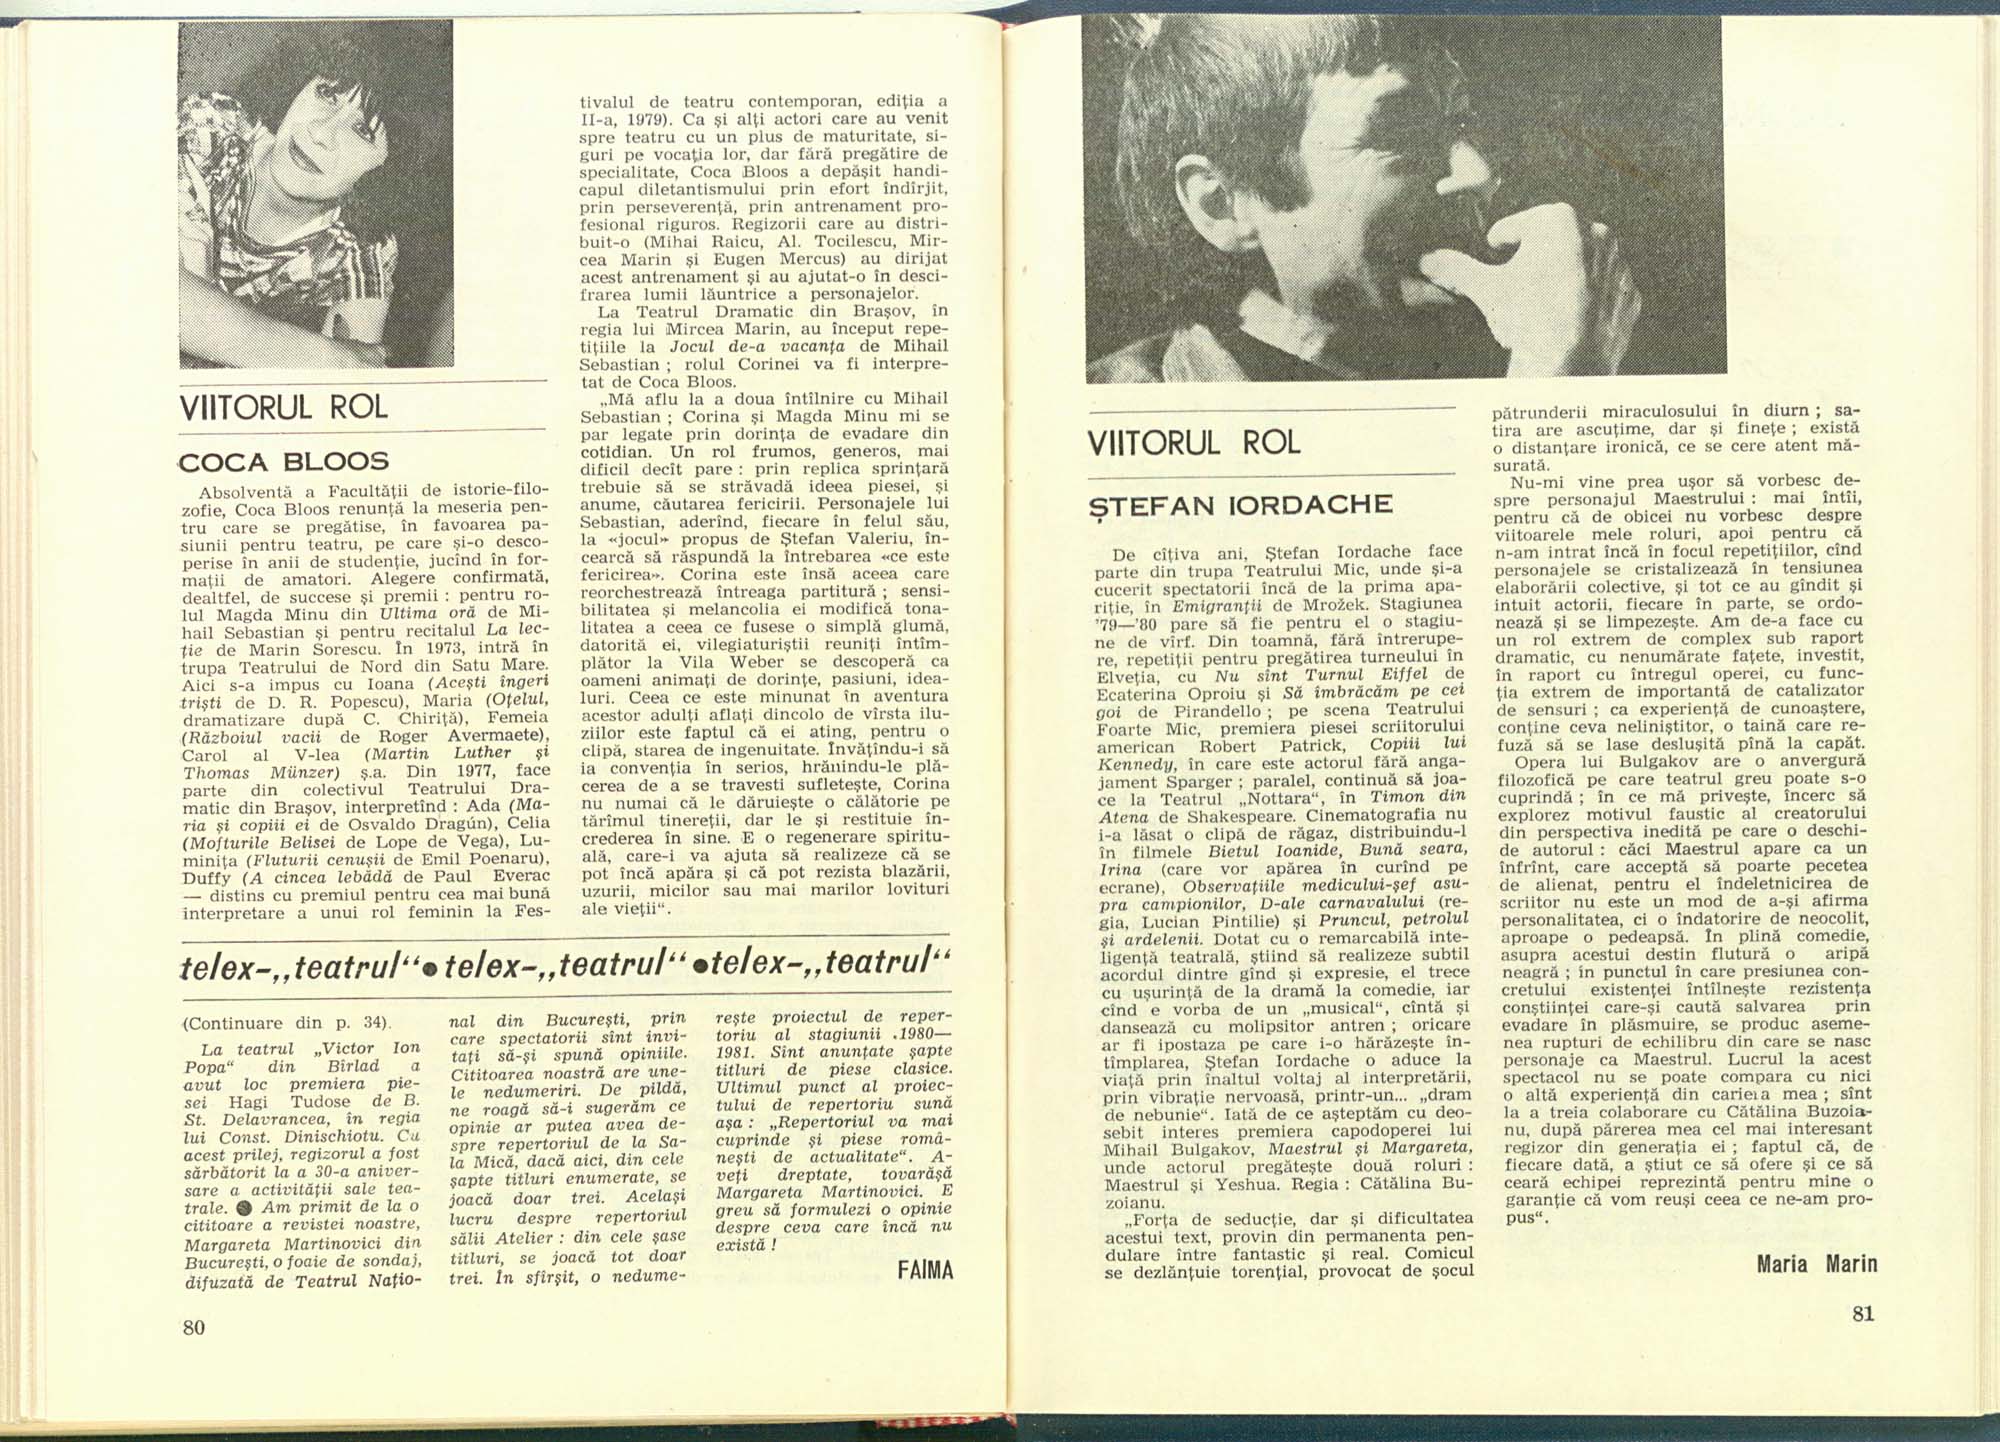 VIITORUL ROL
COCA BLOOS
Absolventă a Facultății de istorie-filo-
zofie, Coca Bloos renunță la meseria pen-
tru care se pregătise, în favoarea pa-
siunii pentru teatru, pe care și-o desco-
perise în anii de studenție, jucînd în for-
mații de amatori. Alegere confirmată,
dealtfel, de succese și premii : pentru ro-
lul Magda Minu din Ultima oră de Mi-
hail Sebastian și pentru recitalul La lec-
ție de Marin Sorescu. În 1973, intră în
trupa Teatrului de Nord din Satu Mare.
Aici s-a impus cu Ioana (Acești îngeri
triști de D. R. Popescu), Maria (Oțelul,
dramatizare după C. Chiriță), Femeia
(Războiul vacii de Roger Avermaete),
Carol al V-lea (Martin Luther și
Thomas Münzer) ș.a. Din 1977, face
parte din colectivul Teatrului Dra-
matic din Brașov, interpretînd : Ada (Ma-
ria și copiii ei de Osvaldo Dragún), Celia
(Mofturile Belisei de Lope de Vega), Lu-
minița (Fluturii cenușii de Emil Poenaru),
Duffy (A cincea lebădă de Paul Everac
— distins cu premiul pentru cea mai bună
interpretare a unui rol feminin la Fes-
tivalul de teatru contemporan, ediția a
II-a, 1979). Ca și alți actori care au venit
spre teatru cu un plus de maturitate, si-
guri pe vocația lor, dar fără pregătire de
specialitate, Coca Bloos a depășit handi-
capul diletantismului prin efort îndîrjit,
prin perseverență, prin antrenament pro-
fesional riguros. Regizorii care au distri-
buit-o (Mihai Raicu, Al. Tocilescu, Mir-
cea Marin și Eugen Mercus) au dirijat
acest antrenament și au ajutat-o în desci-
frarea lumii lăuntrice a personajelor.
La Teatrul Dramatic din Brașov, în
regia lui Mircea Marin, au început repe-
tițiile la Jocul de-a vacanța de Mihail
Sebastian ; rolul Corinei va fi interpre-
tat de Coca Bloos.
„Mă aflu la a doua întîlnire cu Mihail
Sebastian ; Corina și Magda Minu mi se
par legate prin dorința de evadare din
cotidian. Un rol frumos, generos, mai
dificil decît pare : prin replica sprințară
trebuie să se străvadă ideea piesei, și
anume, căutarea fericirii. Personajele lui
Sebastian, aderînd, fiecare în felul său,
la «jocul» propus de Ștefan Valeriu, în-
cearcă să răspundă la întrebarea «ce este
fericirea». Corina este însă aceea care
reorchestrează întreaga partitură ; sensi-
bilitatea și melancolia ei modifică tona-
litatea a ceea ce fusese o simplă glumă,
datorită ei, vilegiaturiștii reuniți întîm-
plător la Vila Weber se descoperă ca
oameni animați de dorințe, pasiuni, idea-
luri. Ceea ce este minunat în aventura
acestor adulți aflați dincolo de vîrsta ilu-
ziilor este faptul că ei ating, pentru o
clipă, starea de ingenuitate. Învățîndu-i să
ia convenția în serios, hrănindu-le plă-
cerea de a se travesti sufletește, Corina
nu numai că le dăruiește o călătorie pe
tărîmul tinereții, dar le și restituie în-
crederea în sine. E o regenerare spiritu-
ală, care-i va ajuta să realizeze că se
pot încă apăra și că pot rezista blazării,
uzurii, micilor sau mai marilor lovituri
ale vieții“.
telex-„teatrul“ ● telex-„teatrul“ ● telex-„teatrul“
(Continuare din p. 34).
La teatrul „Victor Ion
Popa“ din Bîrlad a
avut loc premiera pie-
sei Hagi Tudose de B.
St. Delavrancea, în regia
lui Const. Dinischiotu. Cu
acest prilej, regizorul a fost
sărbătorit la a 30-a aniver-
sare a activității sale tea-
trale. ● Am primit de la o
cititoare a revistei noastre,
Margareta Martinovici din
București, o foaie de sondaj,
difuzată de Teatrul Națio-
nal din București, prin
care spectatorii sînt invi-
tați să-și spună opiniile.
Cititoarea noastră are une-
le nedumeriri. De pildă,
ne roagă să-i sugerăm ce
opinie ar putea avea de-
spre repertoriul de la Sa-
la Mică, dacă aici, din cele
șapte titluri enumerate, se
joacă doar trei. Același
lucru despre repertoriul
sălii Atelier : din cele șase
titluri, se joacă tot doar
trei. În sfîrșit, o nedume-
rește proiectul de reper-
toriu al stagiunii 1980—
1981. Sînt anunțate șapte
titluri de piese clasice.
Ultimul punct al proiec-
tului de repertoriu sună
așa : „Repertoriul va mai
cuprinde și piese romă-
nești de actualitate“. A-
veți dreptate, tovarășă
Margareta Martinovici. E
greu să formulezi o opinie
despre ceva care încă nu
există !
FAIMA
80
VIITORUL ROL
ȘTEFAN IORDACHE
De cîțiva ani, Ștefan Iordache face
parte din trupa Teatrului Mic, unde și-a
cucerit spectatorii încă de la prima apa-
riție, în Emigranții de Mrožek. Stagiunea
'79—'80 pare să fie pentru el o stagiu-
ne de vîrf. Din toamnă, fără întrerupe-
re, repetiții pentru pregătirea turneului în
Elveția, cu Nu sînt Turnul Eiffel de
Ecaterina Oproiu și Să îmbrăcăm pe cei
goi de Pirandello ; pe scena Teatrului
Foarte Mic, premiera piesei scriitorului
american Robert Patrick, Copiii lui
Kennedy, în care este actorul fără anga-
jament Sparger ; paralel, continuă să joa-
ce la Teatrul „Nottara“, în Timon din
Atena de Shakespeare. Cinematografia nu
i-a lăsat o clipă de răgaz, distribuindu-l
în filmele Bietul Ioanide, Bună seara,
Irina (care vor apărea în curînd pe
ecrane), Observațiile medicului-șef asu-
pra campionilor, D-ale carnavalului (re-
gia, Lucian Pintilie) și Pruncul, petrolul
și ardelenii. Dotat cu o remarcabilă inte-
ligență teatrală, știind să realizeze subtil
acordul dintre gînd și expresie, el trece
cu ușurință de la dramă la comedie, iar
cînd e vorba de un „musical“, cîntă și
dansează cu molipsitor antren ; oricare
ar fi ipostaza pe care i-o hărăzește în-
tîmplarea, Ștefan Iordache o aduce la
viață prin înaltul voltaj al interpretării,
prin vibrație nervoasă, printr-un... „dram
de nebunie“. Iată de ce așteptăm cu deo-
sebit interes premiera capodoperei lui
Mihail Bulgakov, Maestrul și Margareta,
unde actorul pregătește două roluri :
Maestrul și Yeshua. Regia : Cătălina Bu-
zoianu.
„Forța de seducție, dar și dificultatea
acestui text, provin din permanenta pen-
dulare între fantastic și real. Comicul
se dezlănțuie torențial, provocat de șocul
pătrunderii miraculosului în diurn ; sa-
tira are ascuțime, dar și finețe ; există
o distanțare ironică, ce se cere atent mă-
surată.
Nu-mi vine prea ușor să vorbesc de-
spre personajul Maestrului : mai întîi,
pentru că de obicei nu vorbesc despre
viitoarele mele roluri, apoi pentru că
n-am intrat încă în focul repetițiilor, cînd
personajele se cristalizează în tensiunea
elaborării colective, și tot ce au gîndit și
intuit actorii, fiecare în parte, se ordo-
nează și se limpezește. Am de-a face cu
un rol extrem de complex sub raport
dramatic, cu nenumărate fațete, investit,
în raport cu întregul operei, cu func-
ția extrem de importantă de catalizator
de sensuri ; ca experiență de cunoaștere,
conține ceva neliniștitor, o taină care re-
fuză să se lase deslușită pînă la capăt.
Opera lui Bulgakov are o anvergură
filozofică pe care teatrul greu poate s-o
cuprindă ; în ce mă privește, încerc să
explorez motivul faustic al creatorului
din perspectiva inedită pe care o deschi-
de autorul : căci Maestrul apare ca un
înfrînt, care acceptă să poarte pecetea
de alienat, pentru el îndeletnicirea de
scriitor nu este un mod de a-și afirma
personalitatea, ci o îndatorire de neocolit,
aproape o pedeapsă. În plină comedie,
asupra acestui destin flutură o aripă
neagră ; în punctul în care presiunea con-
cretului existenței întîlnește rezistența
conștiinței care-și caută salvarea prin
evadare în plăsmuire, se produc aseme-
nea rupturi de echilibru din care se nasc
personaje ca Maestrul. Lucrul la acest
spectacol nu se poate compara cu nici
o altă experiență din cariera mea ; sînt
la a treia colaborare cu Cătălina Buzoia-
nu, după părerea mea cel mai interesant
regizor din generația ei ; faptul că, de
fiecare dată, a știut ce să ofere și ce să
ceară echipei reprezintă pentru mine o
garanție că vom reuși ceea ce ne-am pro-
pus“.
Maria Marin
81